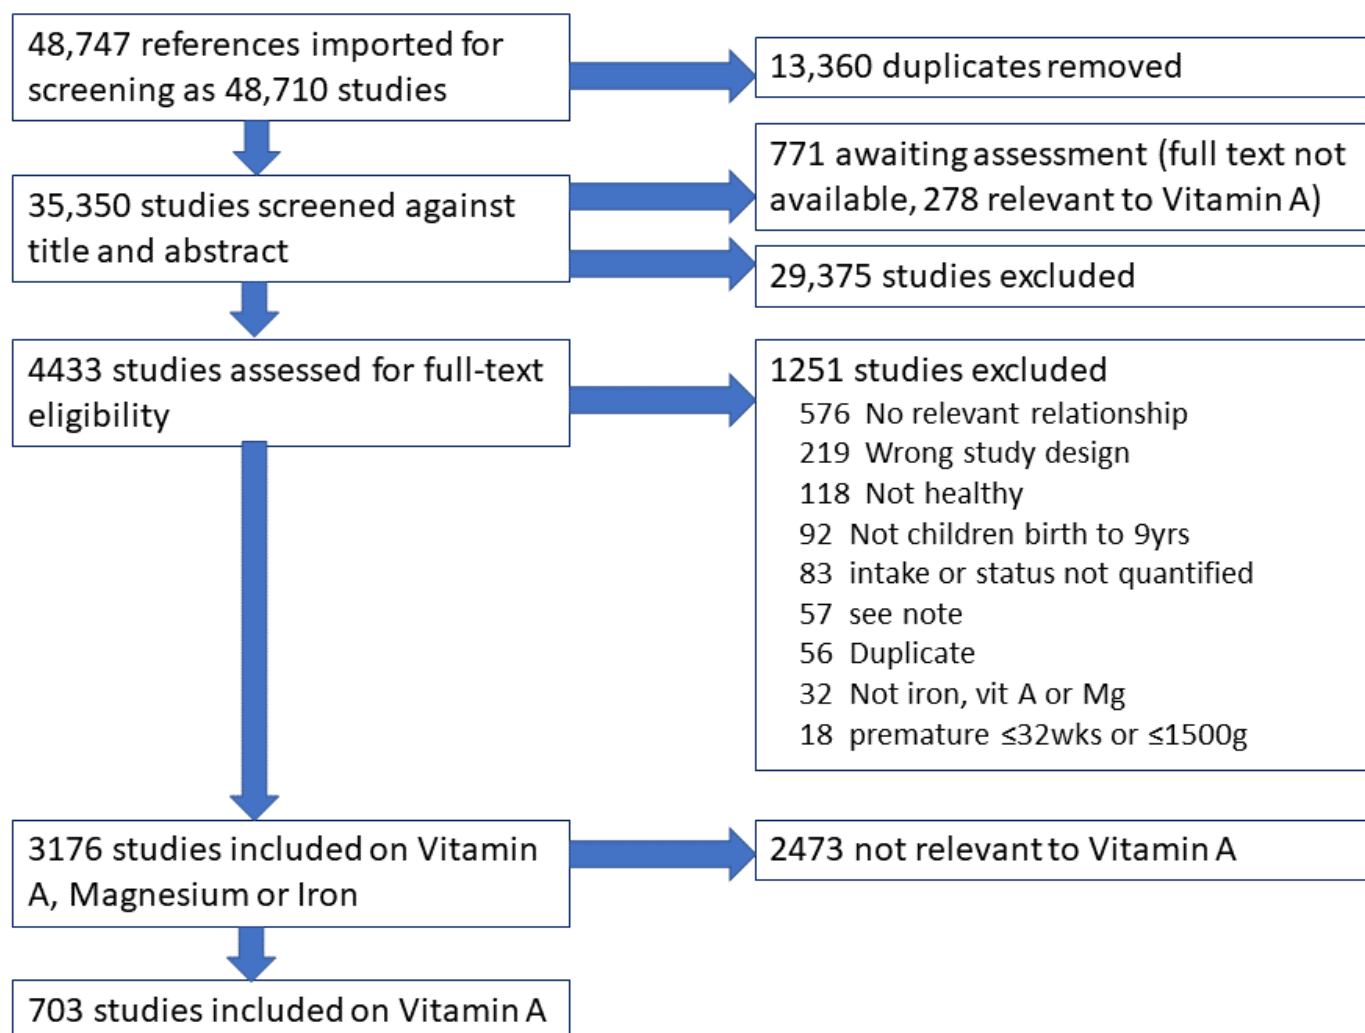 48,747 references imported for
screening as 48,710 studies
13,360 duplicates removed
771 awaiting assessment (full text not
available, 278 relevant to Vitamin A)
35,350 studies screened against
title and abstract
29,375 studies excluded
4433 studies assessed for full-text
eligibility
1251 studies excluded
576 No relevant relationship
219 Wrong study design
118 Not healthy
92 Not children birth to 9yrs
83 intake or status not quantified
57 see note
56 Duplicate
32 Not iron, vit A or Mg
18 premature ≤32wks or ≤1500g
3176 studies included on Vitamin
A, Magnesium or Iron
2473 not relevant to Vitamin A
703 studies included on Vitamin A